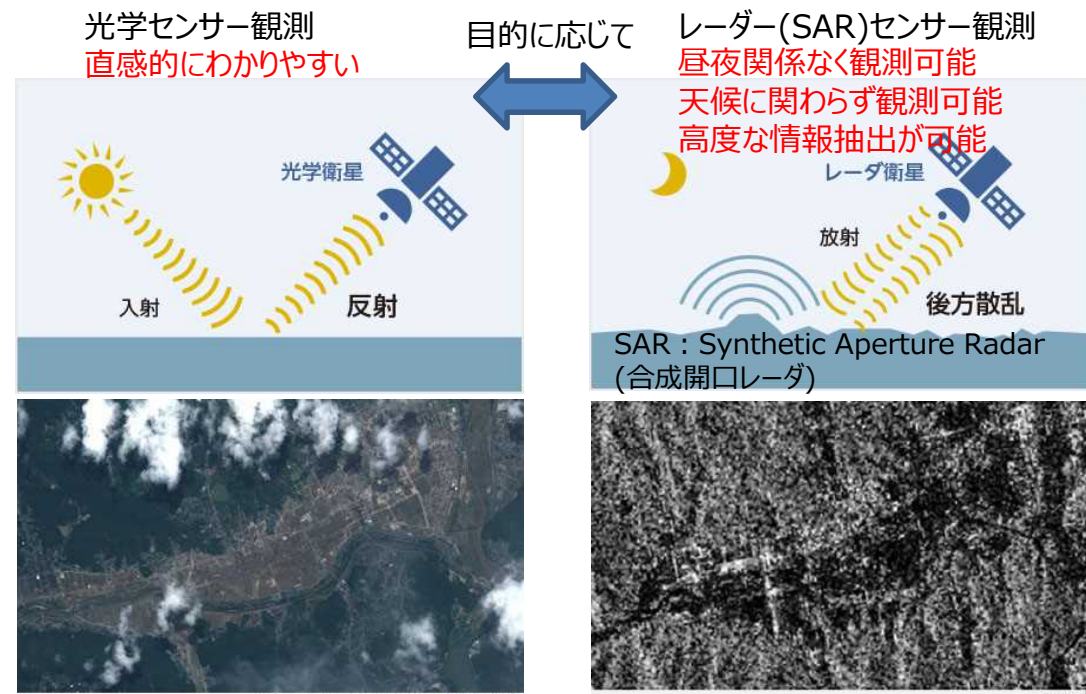 光学センサー観測
直感的にわかりやすい
目的に応じて
レーダー(SAR)センサー観測
昼夜関係なく観測可能
天候に関わらず観測可能
高度な情報抽出が可能
光学衛星
入射
反射
レーダ衛星
放射
後方散乱
SAR：Synthetic Aperture Radar
(合成開口レーダ)